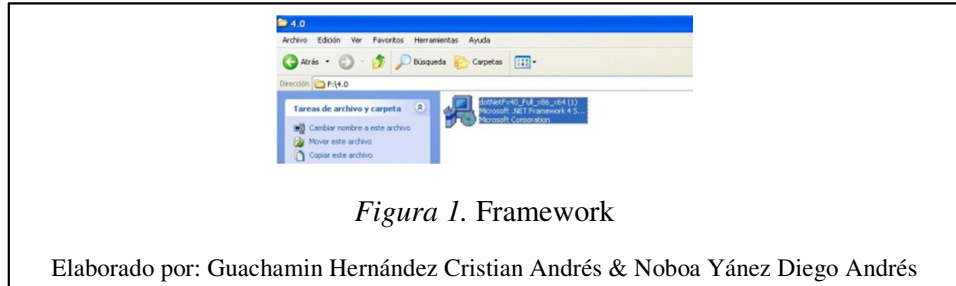 4.0
Archivo Edición Ver Favoritos Herramientas Ayuda
Atrás Búsqueda Carpetas
Dirección F:\4.0
Tareas de archivo y carpeta
Cambiar nombre a este archivo
Mover este archivo
Copiar este archivo
dotNetFx40_Full_x86_x64 (1)
Microsoft .NET Framework 4 S...
Microsoft Corporation
Figura 1. Framework
Elaborado por: Guachamin Hernández Cristian Andrés & Noboa Yánez Diego Andrés